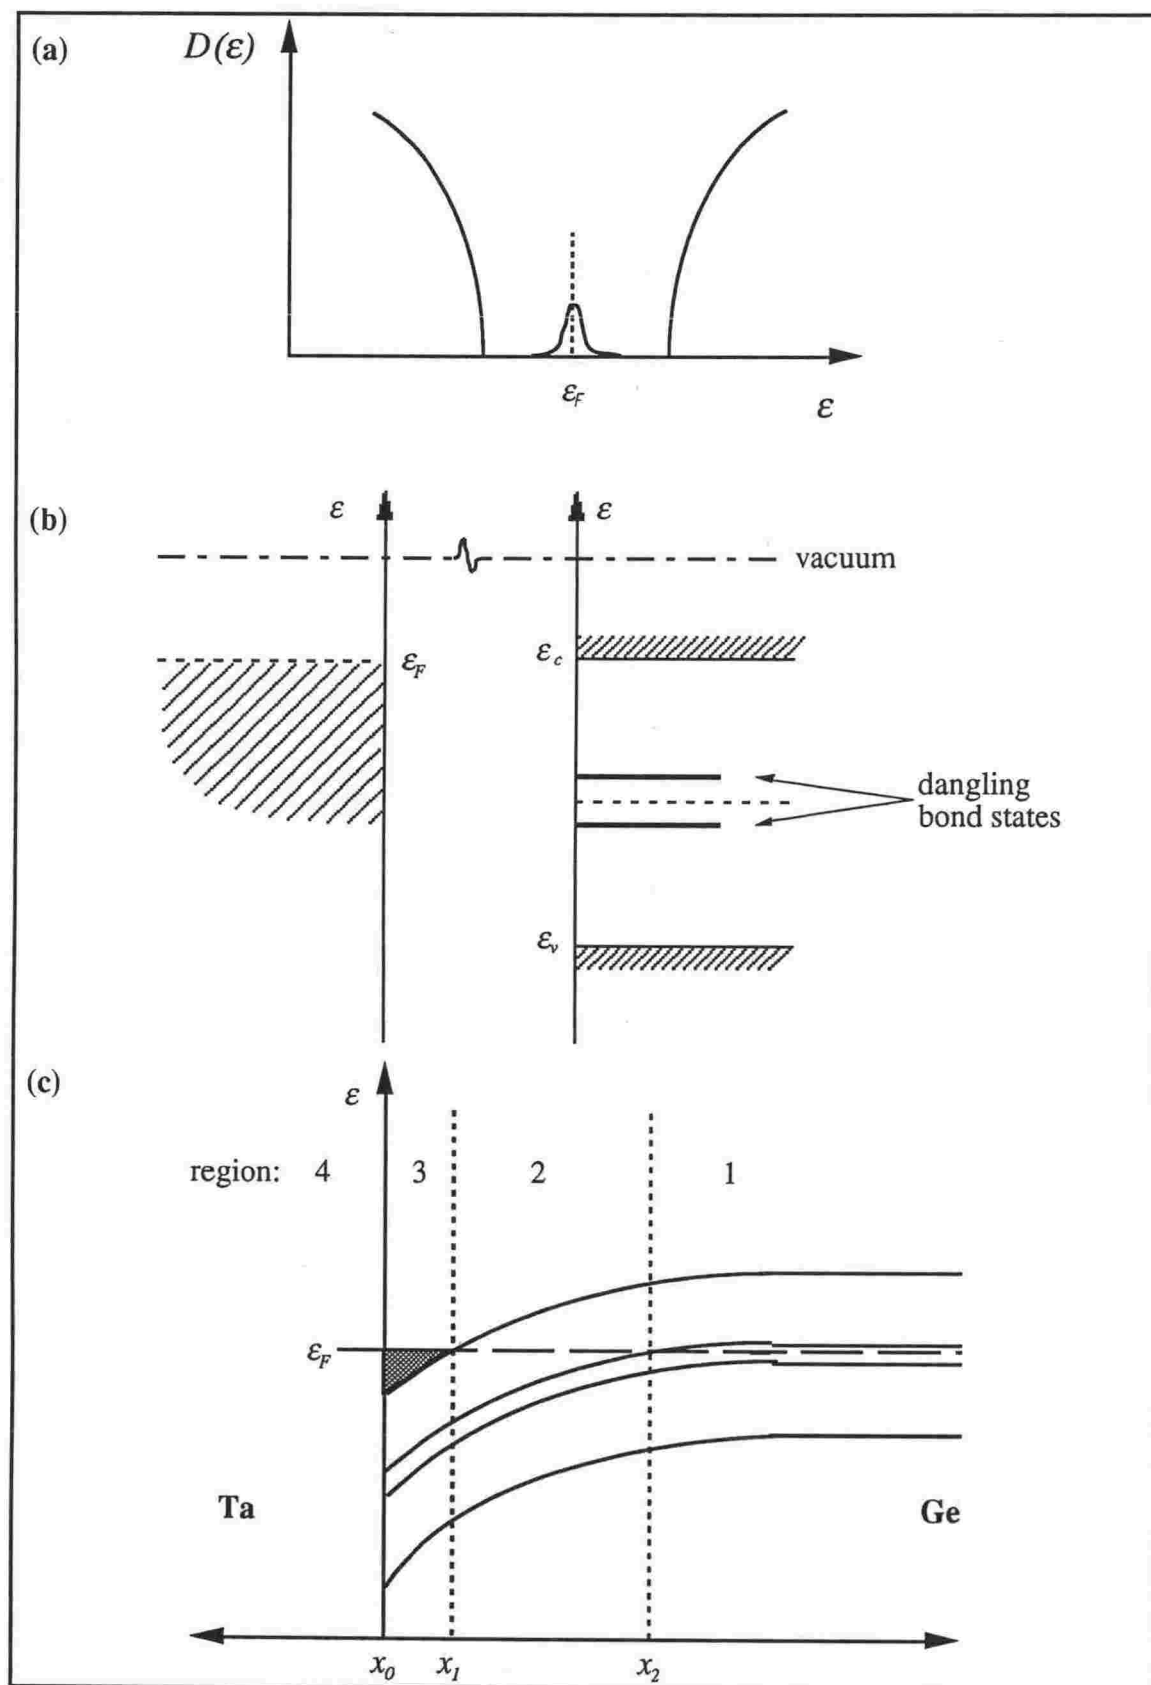 (a)
D(ε)
ε_F
ε
(b)
ε
ε
vacuum
ε_F
ε_c
dangling
bond states
ε_v
(c)
ε
region: 4 3 2 1
ε_F
Ta
Ge
x_0 x_1 x_2